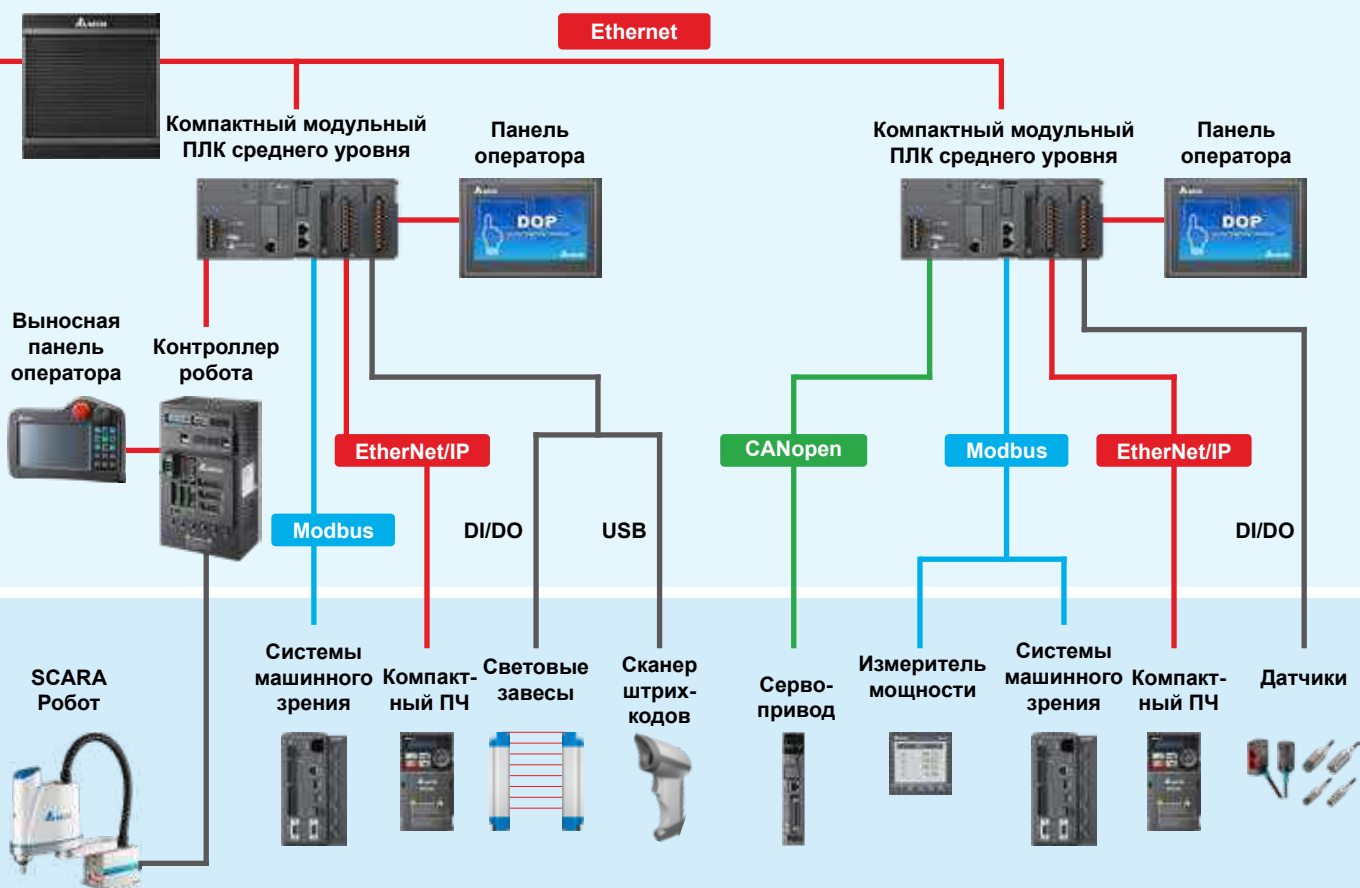 Ethernet
Компактный модульный
ПЛК среднего уровня
Панель
оператора
Компактный модульный
ПЛК среднего уровня
Панель
оператора
DOP
DOP
Выносная
панель
оператора
Контроллер
робота
EtherNet/IP
CANopen
Modbus
EtherNet/IP
Modbus
DI/DO
USB
DI/DO
SCARA
Робот
Системы
машинного
зрения
Компакт-
ный ПЧ
Световые
завесы
Сканер
штрих-
кодов
Серво-
привод
Измеритель
мощности
Системы
машинного
зрения
Компакт-
ный ПЧ
Датчики